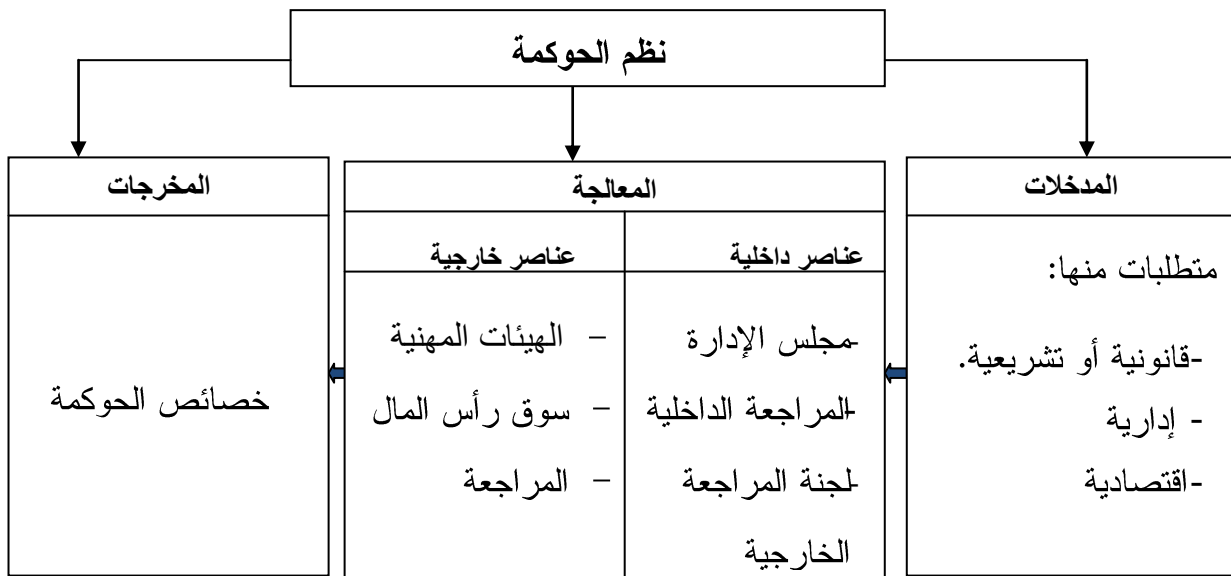 نظم الحوكمة
المدخلات
متطلبات منها:
-قانونية أو تشريعية.
- إدارية
-اقتصادية
المعالجة
عناصر داخلية
-مجلس الإدارة
-المراجعة الداخلية
-لجنة المراجعة
الخارجية
عناصر خارجية
– الهيئات المهنية
– سوق رأس المال
– المراجعة
المخرجات
خصائص الحوكمة